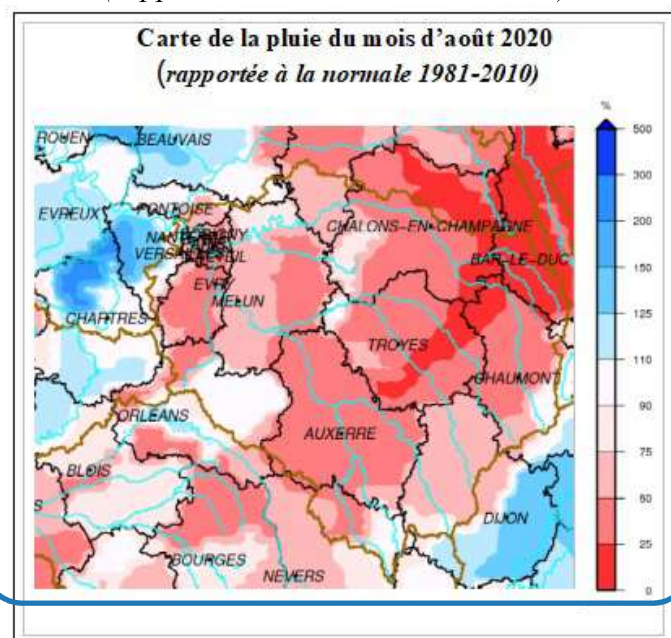 Carte de la pluie du mois d’août 2020
(rapportée à la normale 1981-2010)
%
500
300
200
150
125
110
90
75
50
25
0
ROUEN
BEAUVAIS
EVREUX
PONTOISE
CHALONS-EN-CHAMPAGNE
BAR-LE-DUC
EVRY
MELUN
CHARTRES
TROYES
CHAUMONT
ORLÉANS
AUXERRE
BLOIS
DIJON
BOURGES
NEVERS